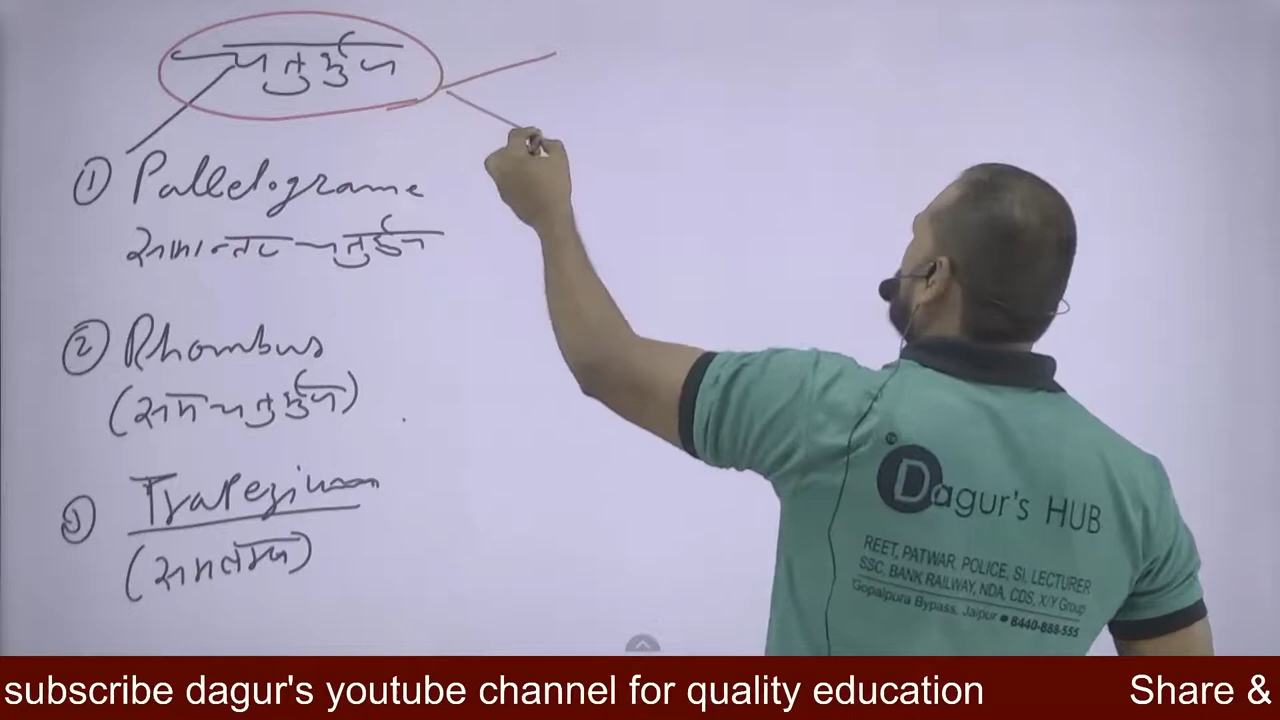 चतुर्भुज
① Pallelograme
समान्तर चतुर्भुज
② Rhombus
(समचतुर्भुज)
③ Trapezium
(समलंम्ब)
Dagur's HUB
REET, PATWAR, POLICE, SI, LECTURER
SSC, BANK RAILWAY, NDA, CDS, X/Y Group
Gopalpura Bypass, Jaipur ● 8440-888-555
subscribe dagur's youtube channel for quality education Share &